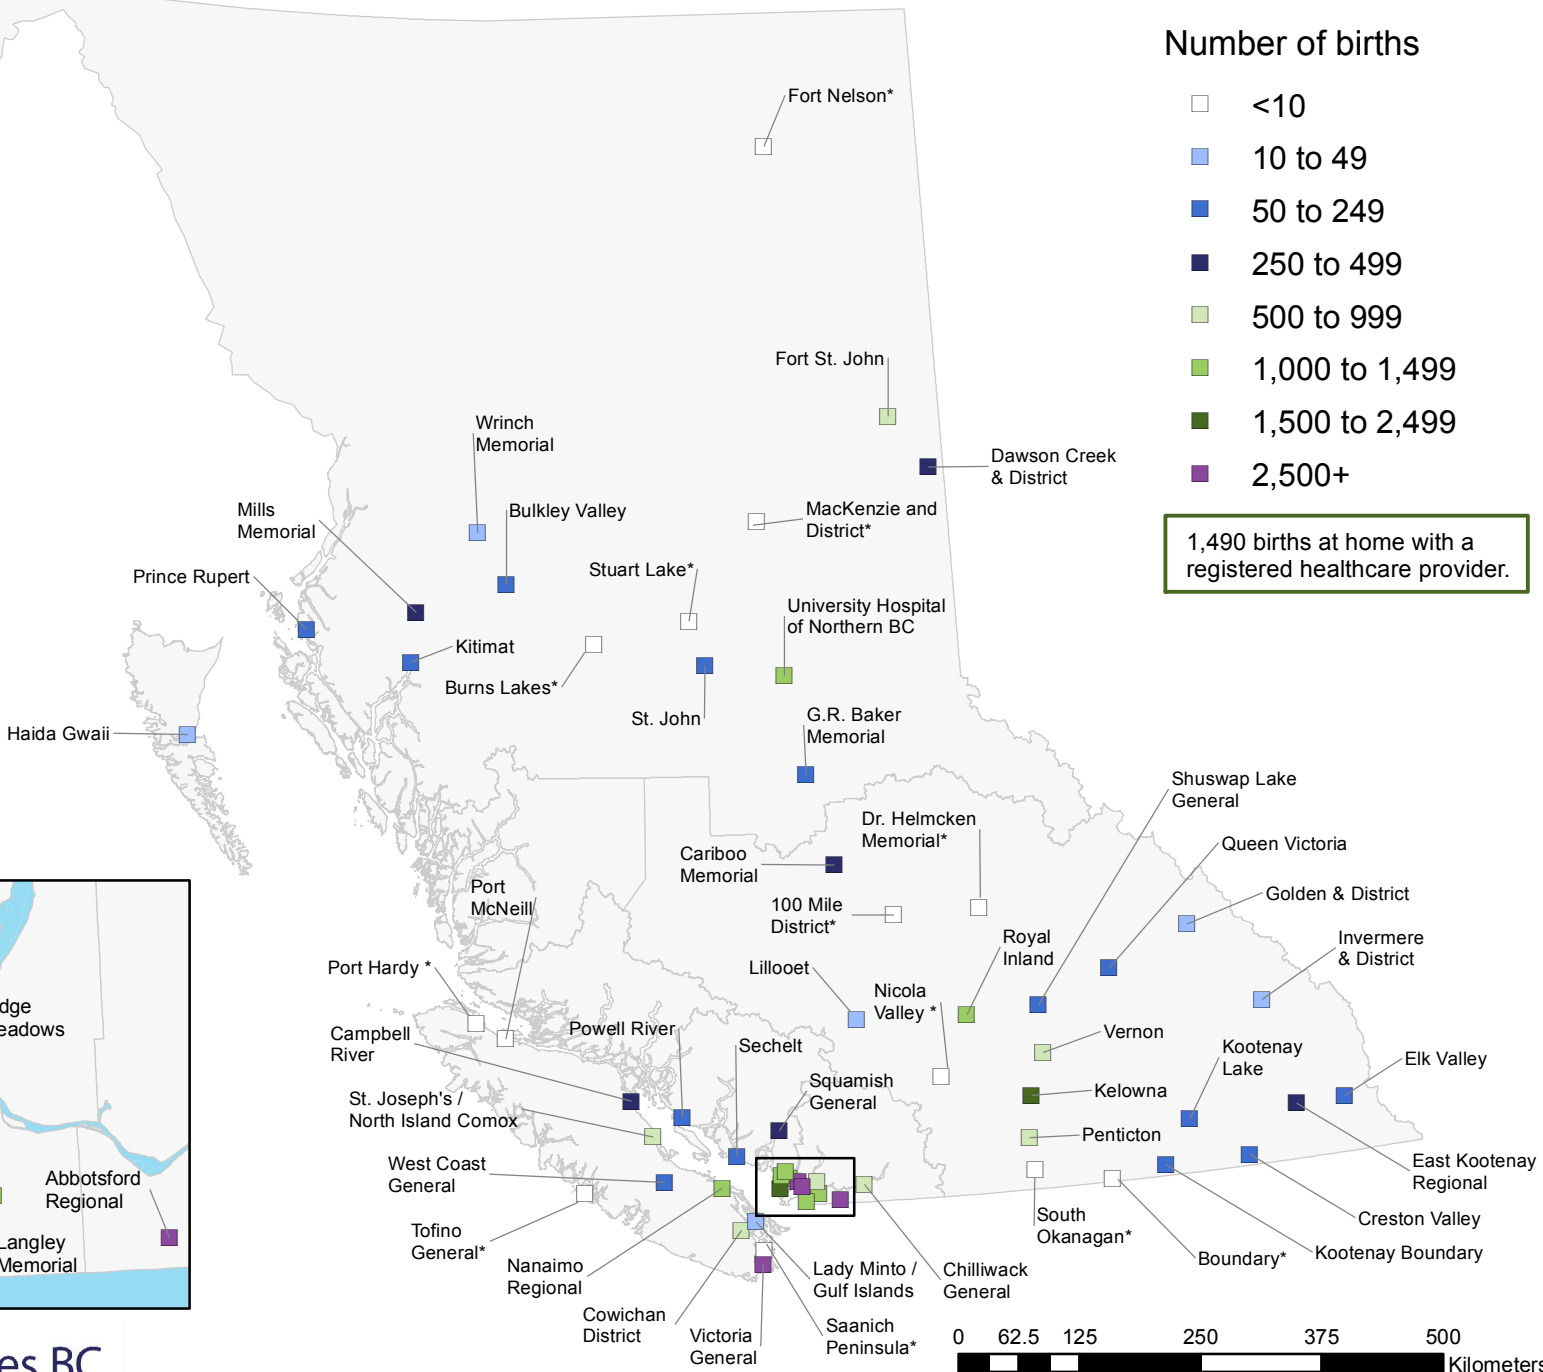 Number of births
<10
10 to 49
50 to 249
250 to 499
500 to 999
1,000 to 1,499
1,500 to 2,499
2,500+
1,490 births at home with a
registered healthcare provider.
Fort Nelson*
Fort St. John
Dawson Creek
& District
Wrinch
Memorial
Bulkley Valley
MacKenzie and
District*
Mills
Memorial
Stuart Lake*
Prince Rupert
University Hospital
of Northern BC
Kitimat
Burns Lakes*
St. John
G.R. Baker
Memorial
Haida Gwaii
Shuswap Lake
General
Dr. Helmcken
Memorial*
Queen Victoria
Cariboo
Memorial
Port
McNeill
100 Mile
District*
Golden & District
Royal
Inland
Invermere
& District
Port Hardy *
Lillooet
Nicola
Valley *
Campbell
River
Powell River
Sechelt
Vernon
Kootenay
Lake
Elk Valley
Squamish
General
Kelowna
St. Joseph's /
North Island Comox
Penticton
West Coast
General
East Kootenay
Regional
Tofino
General*
South
Okanagan*
Creston Valley
Boundary*
Kootenay Boundary
Nanaimo
Regional
Lady Minto /
Gulf Islands
Chilliwack
General
Cowichan
District
Victoria
General
Saanich
Peninsula*
dge
eadows
Abbotsford
Regional
Langley
Memorial
es BC
0 62.5 125 250 375 500
Kilometers